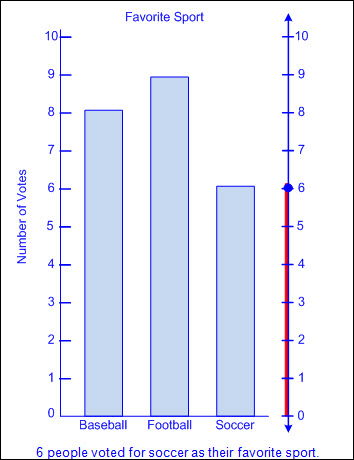 Favorite Sport
10 10
9 9
8 8
7 7
6 6
5 5
4 4
3 3
2 2
1 1
0 0
Number of Votes
Baseball Football Soccer
6 people voted for soccer as their favorite sport.